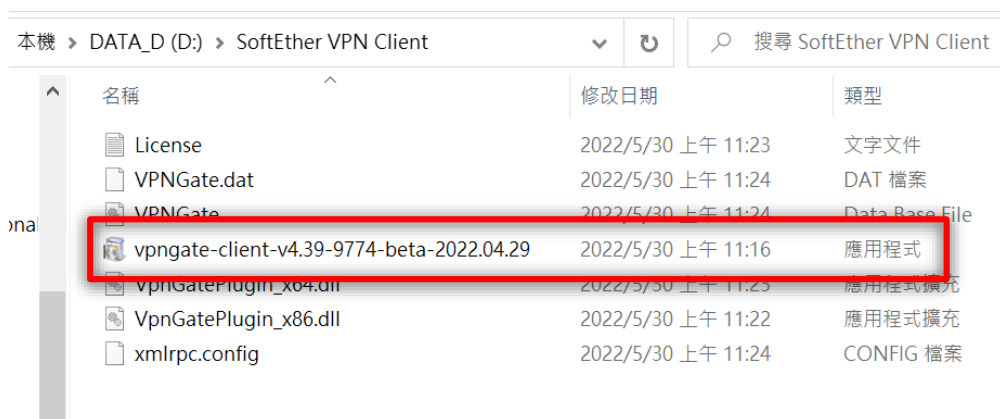 本機 > DATA_D (D:) > SoftEther VPN Client 搜尋 SoftEther VPN Client
名稱 修改日期 類型
License 2022/5/30 上午 11:23 文字文件
VPNGate.dat 2022/5/30 上午 11:24 DAT 檔案
VPNGate 2022/5/30 上午 11:24 Data Base File
onal
vpngate-client-v4.39-9774-beta-2022.04.29 2022/5/30 上午 11:16 應用程式
VpnGatePlugin_x64.dll 2022/5/30 上午 11:23 應用程式擴充
VpnGatePlugin_x86.dll 2022/5/30 上午 11:22 應用程式擴充
xmlrpc.config 2022/5/30 上午 11:24 CONFIG 檔案